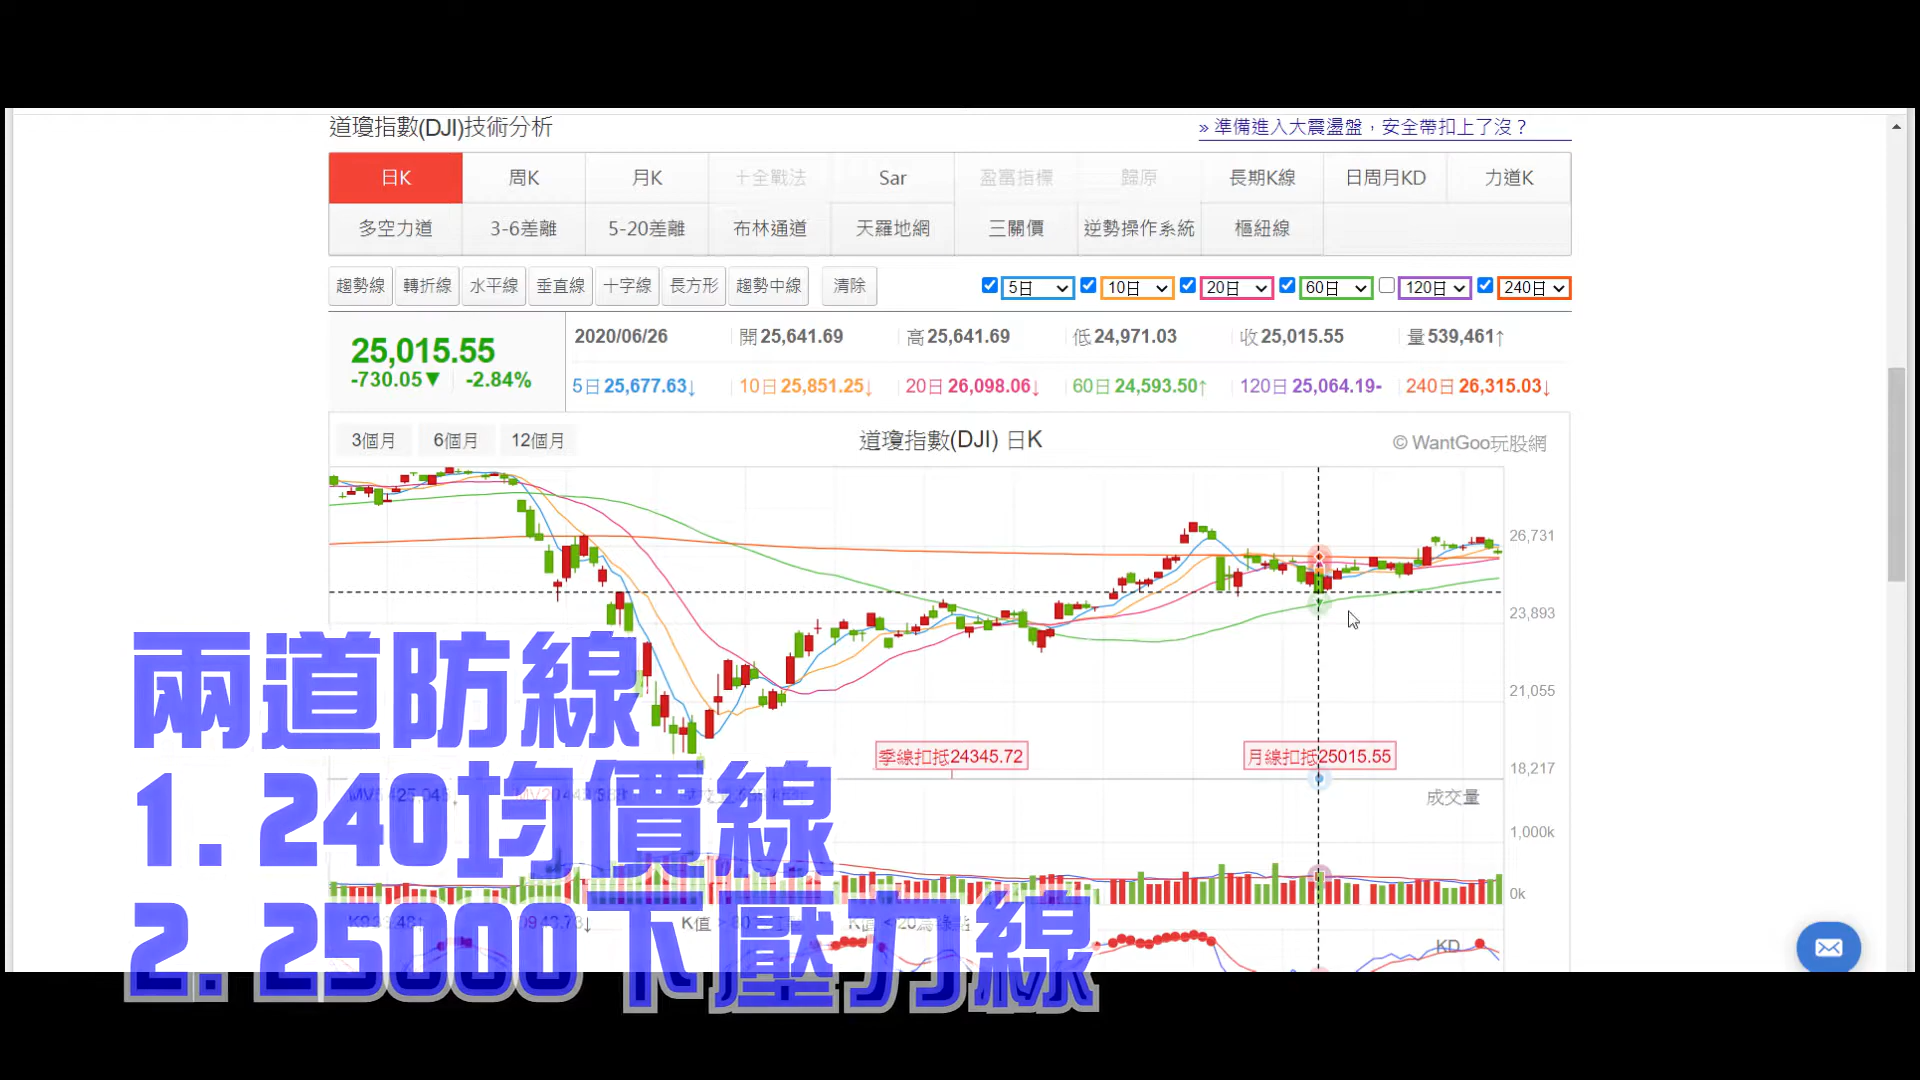 道瓊指數(DJI)技術分析
» 準備進入大震盪盤，安全帶扣上了沒？
日K 周K 月K 十全戰法 Sar 盈富指標 歸原 長期K線 日周月KD 力道K
多空力道 3-6差離 5-20差離 布林通道 天羅地網 三關價 逆勢操作系統 樞紐線
趨勢線 轉折線 水平線 垂直線 十字線 長方形 趨勢中線 清除 5日 10日 20日 60日 120日 240日
25,015.55
-730.05▼ -2.84%
2020/06/26 開25,641.69 高25,641.69 低24,971.03 收25,015.55 量539,461↑
5日25,677.63↓ 10日25,851.25↓ 20日26,098.06↓ 60日24,593.50↑ 120日25,064.19- 240日26,315.03↓
3個月 6個月 12個月 道瓊指數(DJI) 日K © WantGoo玩股網
26,731
23,893
21,055
18,217
季線扣抵24345.72 月線扣抵25015.55
成交量
1,000k
0k
KD
兩道防線
1.240均價線
2.25000下壓力線